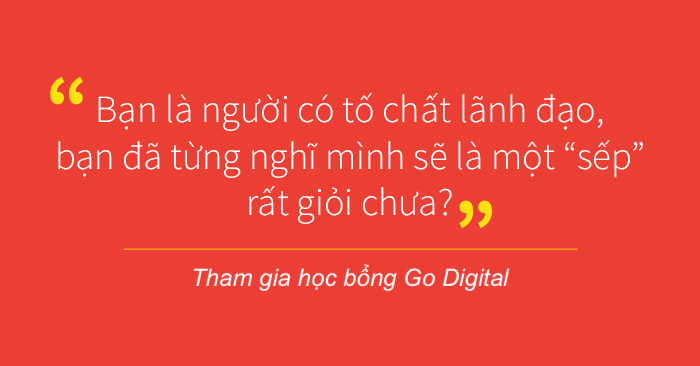 “Bạn là người có tố chất lãnh đạo,
bạn đã từng nghĩ mình sẽ là một “sếp”
rất giỏi chưa?”
Tham gia học bổng Go Digital